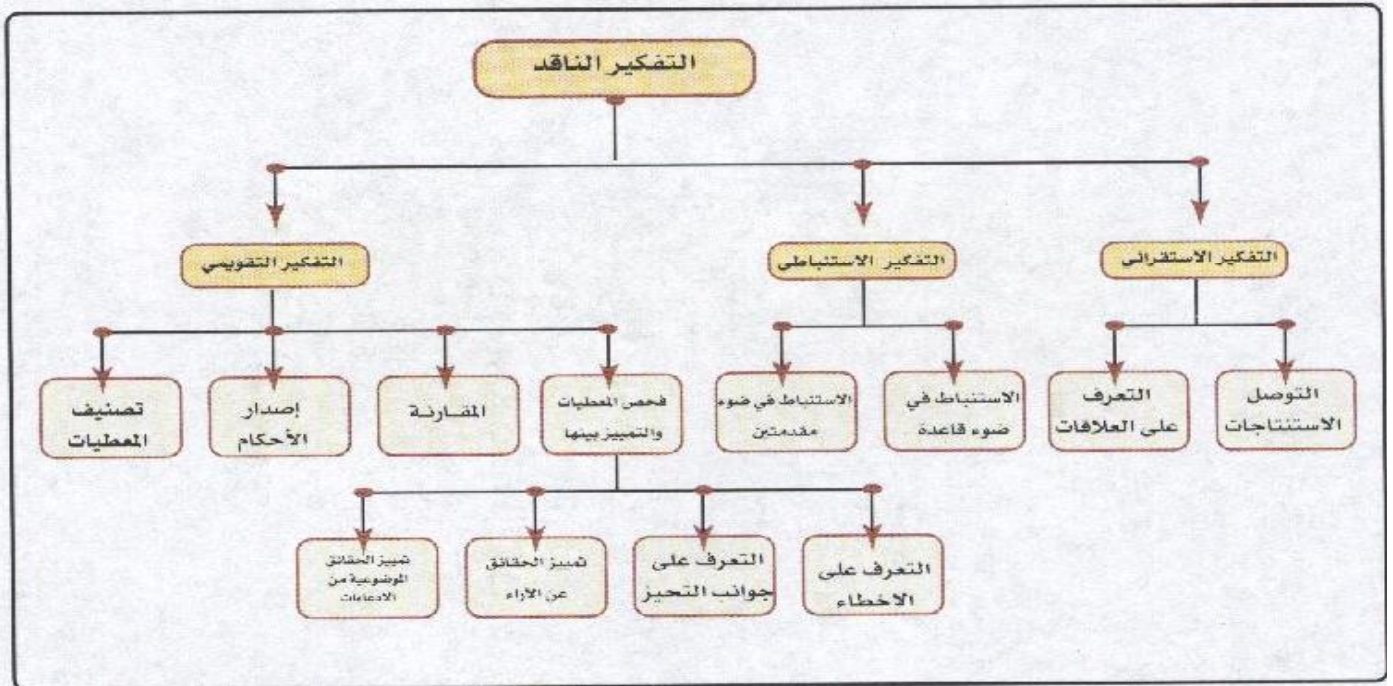 التفكير الناقد
التفكير الاستقرائي
التفكير الاستنباطي
التفكير التقويمي
التوصل
الاستنتاجات
التعرف
على العلاقات
الاستنباط في
ضوء قاعدة
الاستنباط في ضوء
مقدمتين
فحص المعطيات
والتمييز بينها
المقارنة
إصدار
الأحكام
تصنيف
المعطيات
التعرف على
الاخطاء
التعرف على
جوانب التحيز
تمييز الحقائق
عن الآراء
تمييز الحقائق
الموضوعية من
الادعاءات